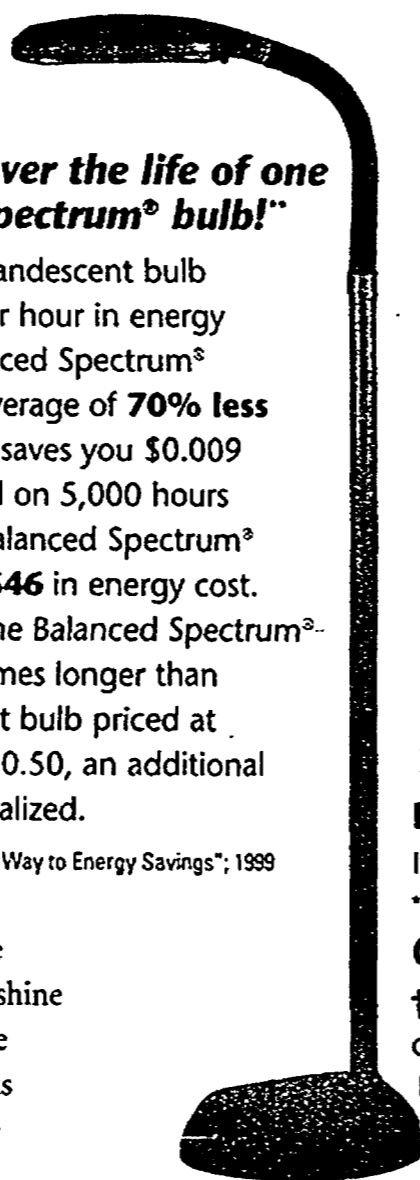 ver the life of one
pectrum® bulb!"
andescent bulb
r hour in energy
ced Spectrum®
verage of 70% less
saves you $0.009
l on 5,000 hours
alanced Spectrum®
$46 in energy cost.
ne Balanced Spectrum®
mes longer than
t bulb priced at
0.50, an additional
alized.
Way to Energy Savings"; 1999
e
shine
e
s